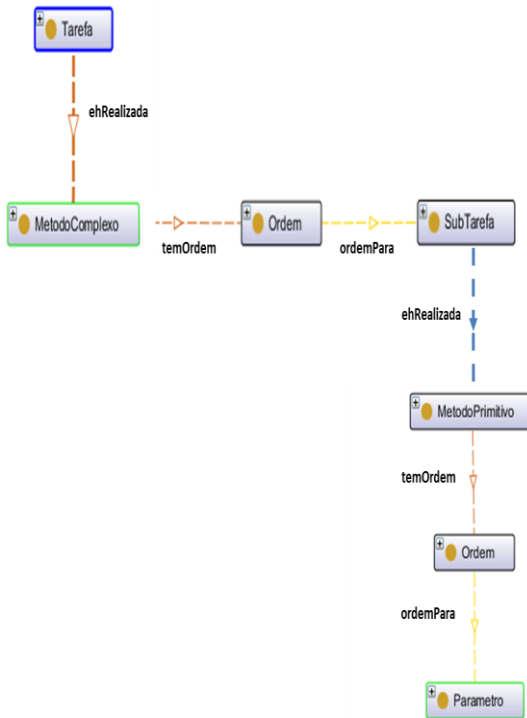 Tarefa
ehRealizada
MetodoComplexo
temOrdem
Ordem
ordemPara
SubTarefa
ehRealizada
MetodoPrimitivo
temOrdem
Ordem
ordemPara
Parametro